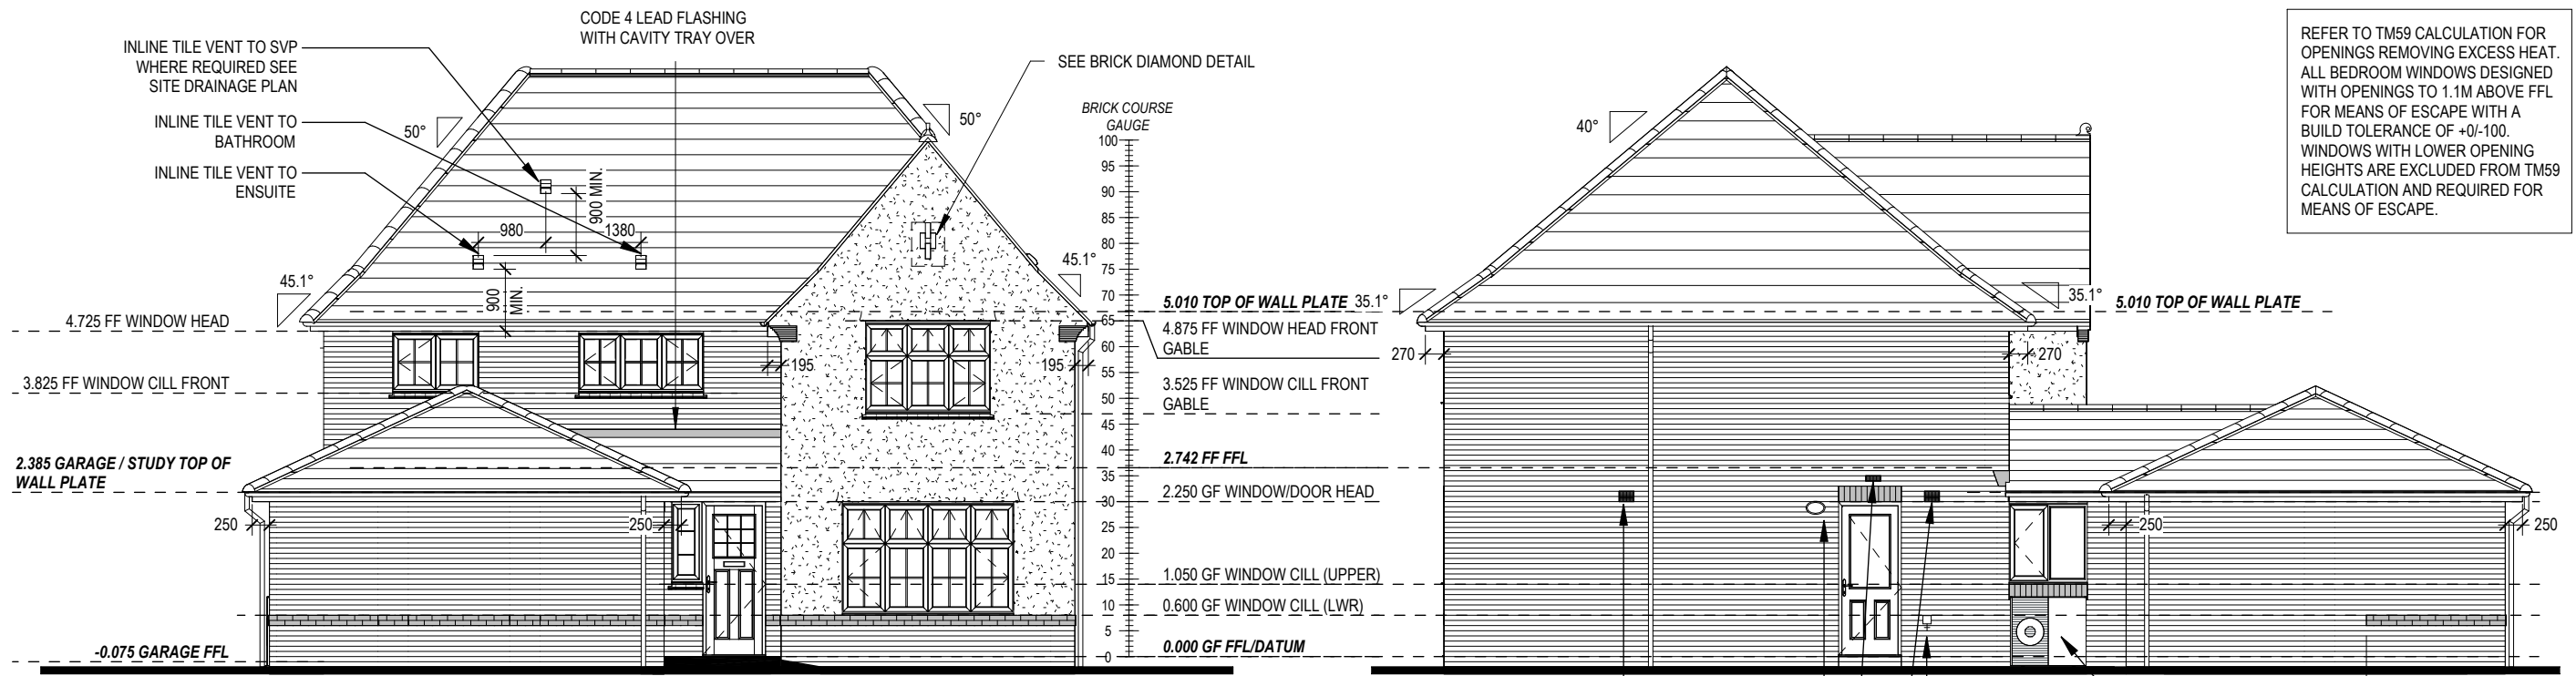 CODE 4 LEAD FLASHING
WITH CAVITY TRAY OVER
INLINE TILE VENT TO SVP
WHERE REQUIRED SEE
SITE DRAINAGE PLAN
INLINE TILE VENT TO
BATHROOM
INLINE TILE VENT TO
ENSUITE
SEE BRICK DIAMOND DETAIL
50°
50°
45.1°
45.1°
980
1380
900 MIN.
900
MIN.
4.725 FF WINDOW HEAD
3.825 FF WINDOW CILL FRONT
2.385 GARAGE / STUDY TOP OF
WALL PLATE
-0.075 GARAGE FFL
195
195
250
250
BRICK COURSE
GAUGE
100
95
90
85
80
75
70
65
60
55
50
45
40
35
30
25
20
15
10
5
0
5.010 TOP OF WALL PLATE
4.875 FF WINDOW HEAD FRONT
GABLE
3.525 FF WINDOW CILL FRONT
GABLE
2.742 FF FFL
2.250 GF WINDOW/DOOR HEAD
1.050 GF WINDOW CILL (UPPER)
0.600 GF WINDOW CILL (LWR)
0.000 GF FFL/DATUM
40°
35.1°
35.1°
5.010 TOP OF WALL PLATE
270
270
250
250
REFER TO TM59 CALCULATION FOR
OPENINGS REMOVING EXCESS HEAT.
ALL BEDROOM WINDOWS DESIGNED
WITH OPENINGS TO 1.1M ABOVE FFL
FOR MEANS OF ESCAPE WITH A
BUILD TOLERANCE OF +0/-100.
WINDOWS WITH LOWER OPENING
HEIGHTS ARE EXCLUDED FROM TM59
CALCULATION AND REQUIRED FOR
MEANS OF ESCAPE.